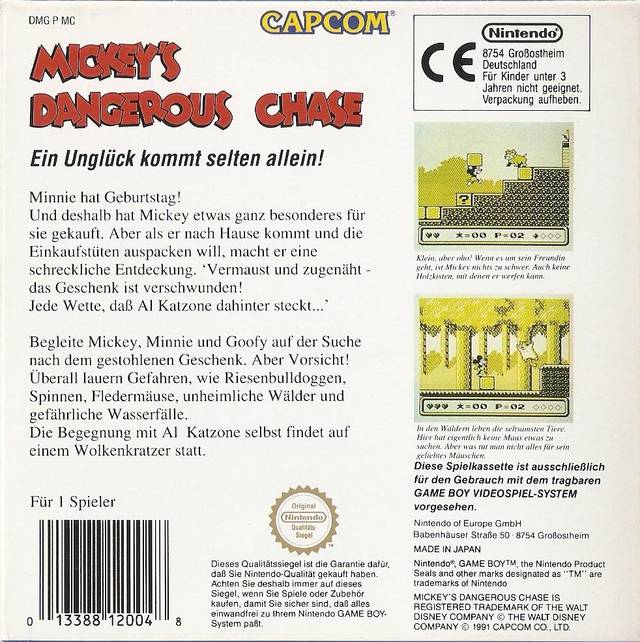 DMG P MC
CAPCOM®
MICKEY'S
DANGEROUS CHASE
Ein Unglück kommt selten allein!
Minnie hat Geburtstag!
Und deshalb hat Mickey etwas ganz besonderes für
sie gekauft. Aber als er nach Hause kommt und die
Einkaufstüten auspacken will, macht er eine
schreckliche Entdeckung. 'Vermaust und zugenäht -
das Geschenk ist verschwunden!
Jede Wette, daß Al Katzone dahinter steckt...'
Begleite Mickey, Minnie und Goofy auf der Suche
nach dem gestohlenen Geschenk. Aber Vorsicht!
Überall lauern Gefahren, wie Riesenbulldoggen,
Spinnen, Fledermäuse, unheimliche Wälder und
gefährliche Wasserfälle.
Die Begegnung mit Al Katzone selbst findet auf
einem Wolkenkratzer statt.
Für 1 Spieler
0 13388 12004 8
Original
Nintendo
Qualitäts-
Siegel
Dieses Qualitätssiegel ist die Garantie dafür,
daß Sie Nintendo-Qualität gekauft haben.
Achten Sie deshalb immer auf dieses
Siegel, wenn Sie Spiele oder Zubehör
kaufen, damit Sie sicher sind, daß alles
einwandfrei zu Ihrem Nintendo GAME BOY-
System paßt.
CE
Nintendo®
8754 Großostheim
Deutschland
Für Kinder unter 3
Jahren nicht geeignet.
Verpackung aufheben.
?
×=00 P=02
Klein, aber oho! Wenn es um sein Freundin
geht, ist Mickey nichts zu schwer. Auch keine
Holzkisten, mit denen er werfen kann.
×=00 P=02
In den Wäldern leben die seltsamsten Tiere.
Hier hat eigentlich keine Maus etwas zu
suchen. Aber was tut man nicht alles für sein
geliebtes Mäuschen.
Diese Spielkassette ist ausschließlich
für den Gebrauch mit dem tragbaren
GAME BOY VIDEOSPIEL-SYSTEM
vorgesehen.
Nintendo of Europe GmbH
Babenhäuser Straße 50 · 8754 Großostheim
MADE IN JAPAN
Nintendo®, GAME BOY™, the Nintendo Product
Seals and other marks designated as "TM" are
trademarks of Nintendo
MICKEY'S DANGEROUS CHASE IS
REGISTERED TRADEMARK OF THE WALT
DISNEY COMPANY © THE WALT DISNEY
COMPANY © 1991 CAPCOM CO., LTD.